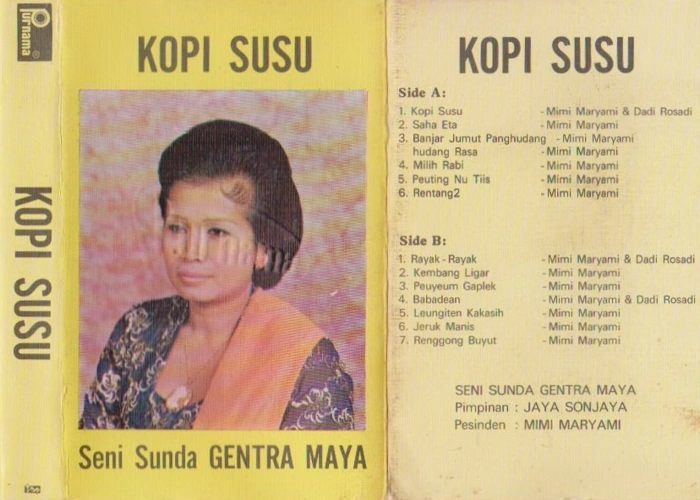 Purnama
KOPI SUSU
KOPI SUSU
Seni Sunda GENTRA MAYA
KOPI SUSU
Side A:
1. Kopi Susu - Mimi Maryami & Dadi Rosadi
2. Saha Eta - Mimi Maryami
3. Banjar Jumut Panghudang - Mimi Maryami
hudang Rasa - Mimi Maryami
4. Milih Rabi - Mimi Maryami
5. Peuting Nu Tiis - Mimi Maryami
6. Rentang2 - Mimi Maryami
Side B:
1. Rayak - Rayak - Mimi Maryami & Dadi Rosadi
2. Kembang Ligar - Mimi Maryami
3. Peuyeum Gaplek - Mimi Maryami
4. Babadean - Mimi Maryami & Dadi Rosadi
5. Leungiten Kakasih - Mimi Maryami
6. Jeruk Manis - Mimi Maryami
7. Renggong Buyut - Mimi Maryami
SENI SUNDA GENTRA MAYA
Pimpinan : JAYA SONJAYA
Pesinden : MIMI MARYAMI